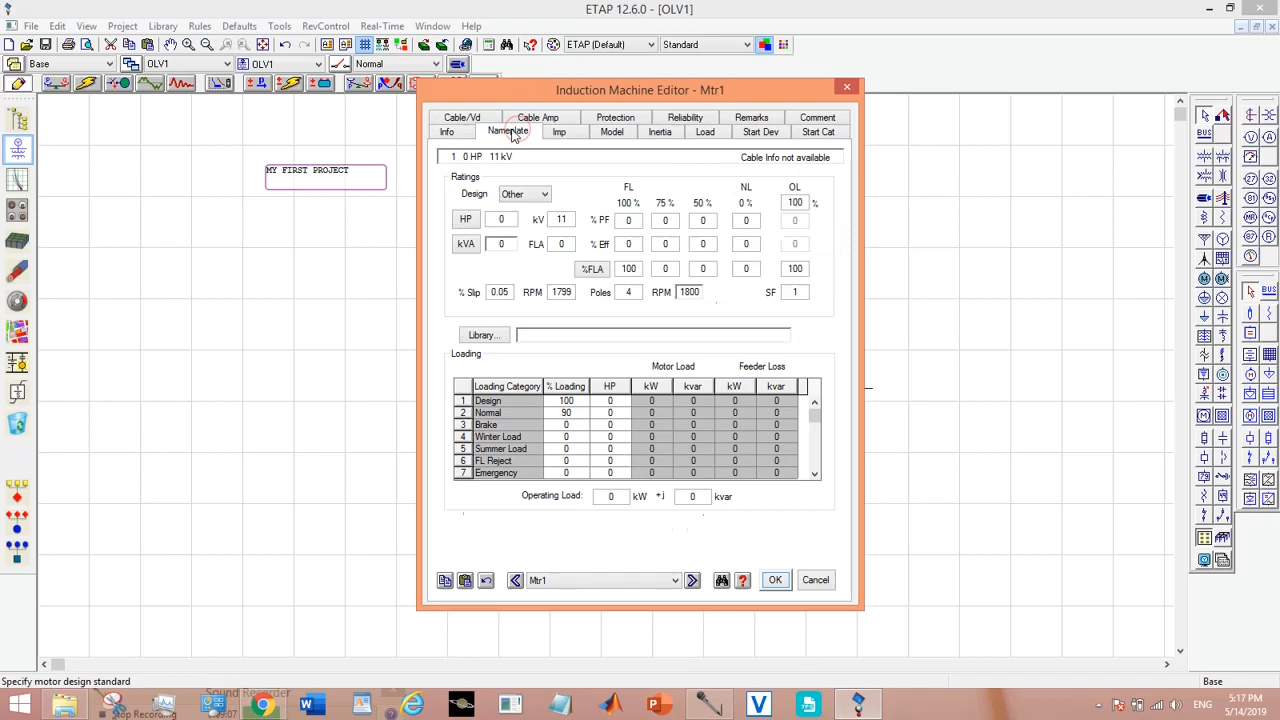 ETAP 12.6.0 - [OLV1]
File Edit View Project Library Rules Defaults Tools RevControl Real-Time Window Help
ETAP (Default) Standard
Base OLV1 OLV1 Normal
MY FIRST PROJECT
Induction Machine Editor - Mtr1
Cable/Vd Cable Amp Protection Reliability Remarks Comment
Info Nameplate Imp Model Inertia Load Start Dev Start Cat
1 0 HP 11 kV Cable Info not available
Ratings
Design Other FL NL OL
100 % 75 % 50 % 0 % 100 %
HP 0 kV 11 % PF 0 0 0 0 0
kVA 0 FLA 0 % Eff 0 0 0 0 0
%FLA 100 0 0 0 100
% Slip 0.05 RPM 1799 Poles 4 RPM 1800 SF 1
Library...
Loading
Motor Load Feeder Loss
Loading Category % Loading HP kW kvar kW kvar
1 Design 100 0 0 0 0 0
2 Normal 90 0 0 0 0 0
3 Brake 0 0 0 0 0 0
4 Winter Load 0 0 0 0 0 0
5 Summer Load 0 0 0 0 0 0
6 FL Reject 0 0 0 0 0 0
7 Emergency 0 0 0 0 0 0
Operating Load: 0 kW +j 0 kvar
Mtr1 OK Cancel
BUS
BUS
Specify motor design standard Base
Sound Recorder
Stop Recording 09:07
ENG 5:17 PM
5/14/2019